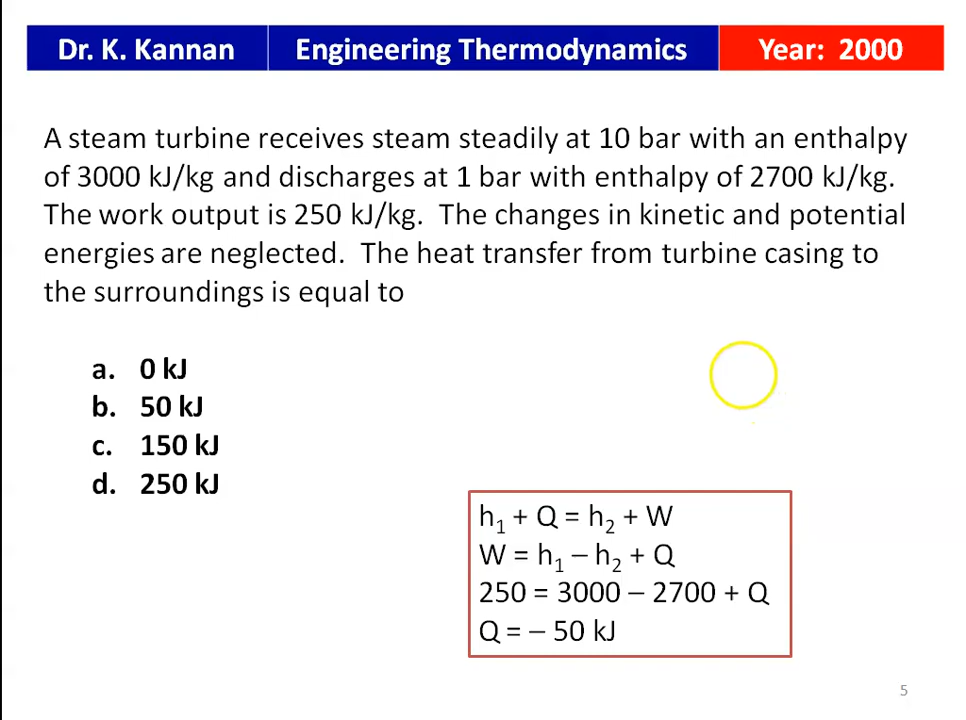 Dr. K. Kannan Engineering Thermodynamics Year: 2000
A steam turbine receives steam steadily at 10 bar with an enthalpy
of 3000 kJ/kg and discharges at 1 bar with enthalpy of 2700 kJ/kg.
The work output is 250 kJ/kg. The changes in kinetic and potential
energies are neglected. The heat transfer from turbine casing to
the surroundings is equal to
a. 0 kJ
b. 50 kJ
c. 150 kJ
d. 250 kJ
h₁ + Q = h₂ + W
W = h₁ – h₂ + Q
250 = 3000 – 2700 + Q
Q = – 50 kJ
5